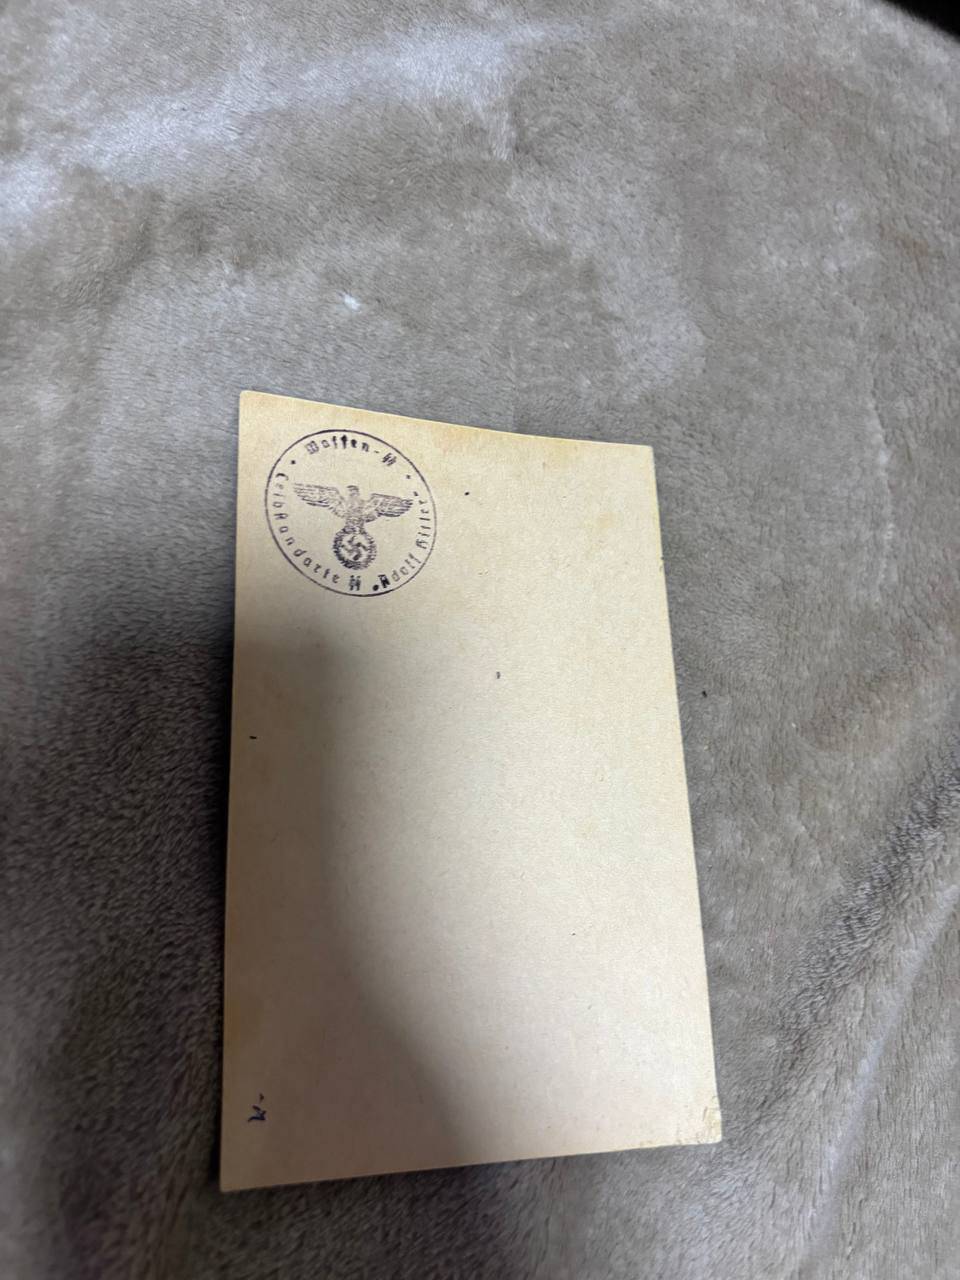 Waffen-ᛋᛋ
Leibstandarte ᛋᛋ „Adolf Hitler"